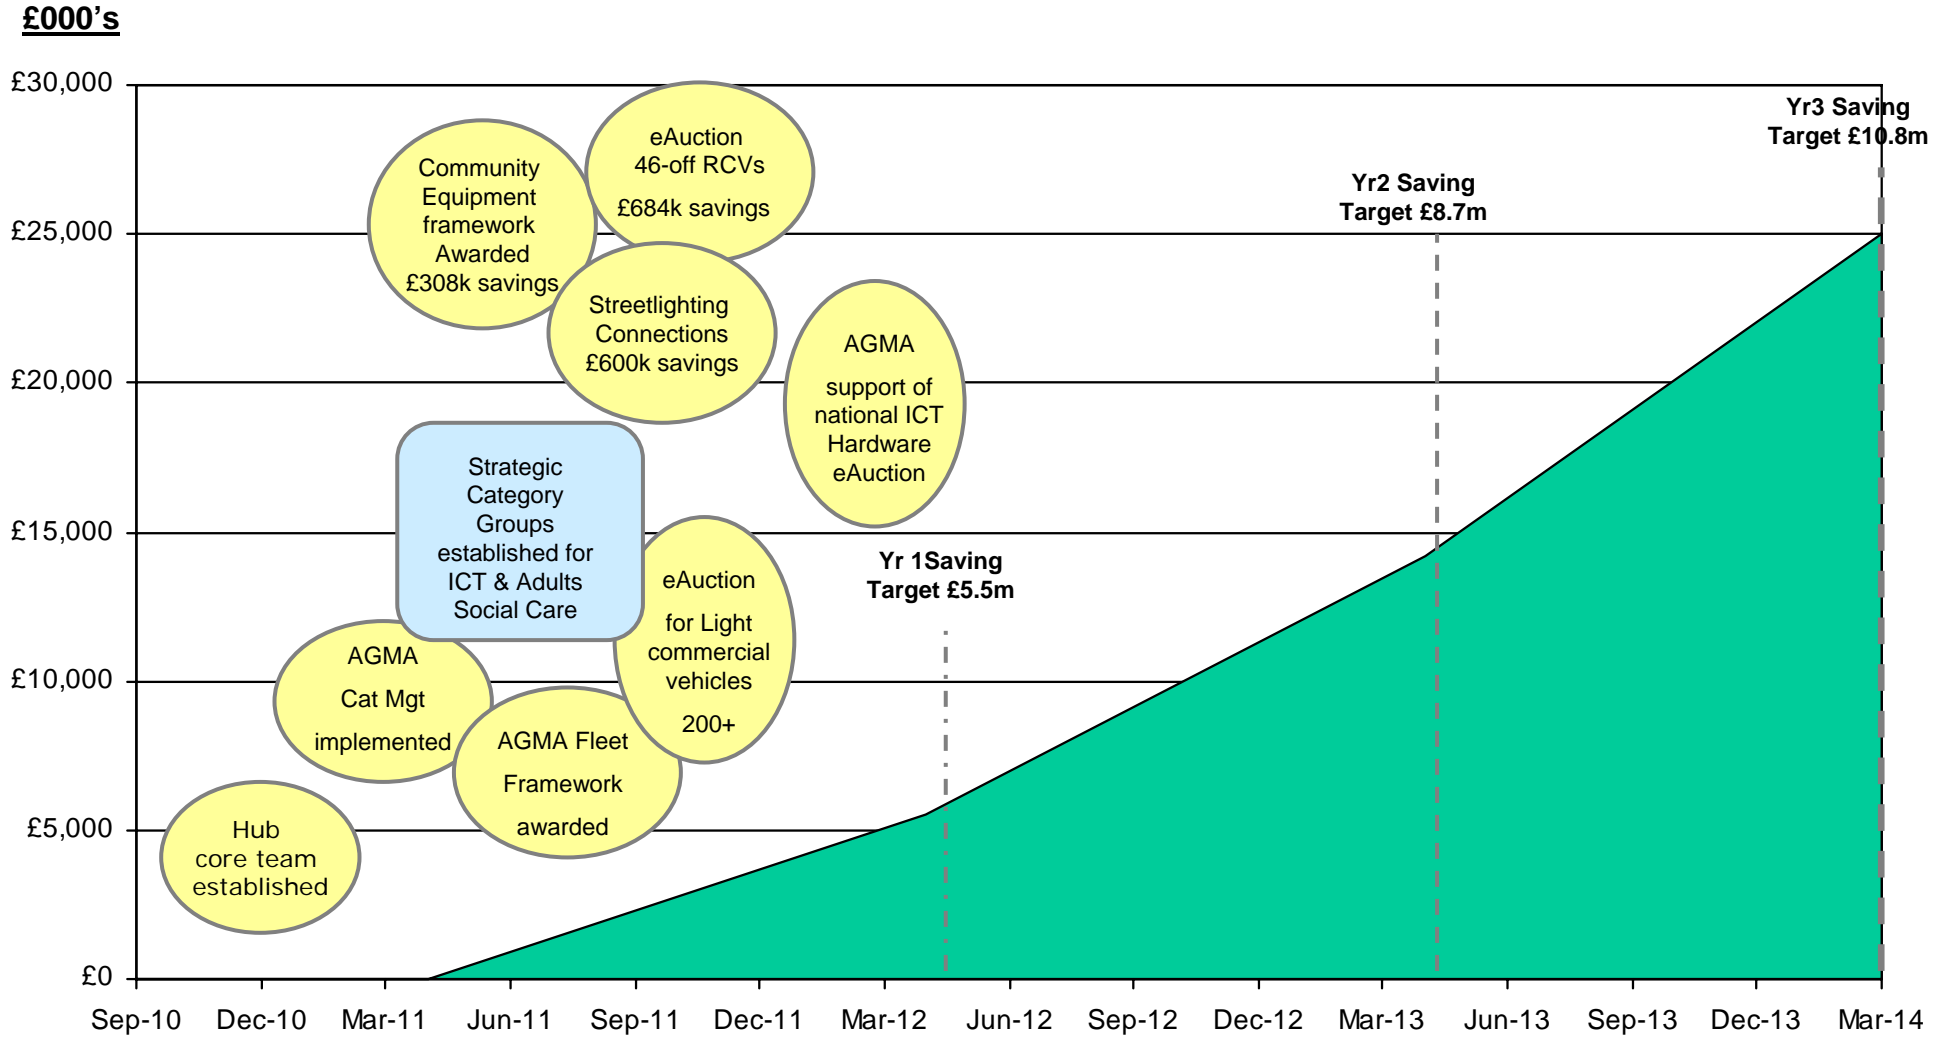 £000's
£30,000
£25,000
£20,000
£15,000
£10,000
£5,000
£0
Community
Equipment
framework
Awarded
£308k savings
eAuction
46-off RCVs
£684k savings
Streetlighting
Connections
£600k savings
AGMA
support of
national ICT
Hardware
eAuction
Strategic
Category
Groups
established for
ICT & Adults
Social Care
eAuction
for Light
commercial
vehicles
200+
AGMA
Cat Mgt
implemented
AGMA Fleet
Framework
awarded
Hub
core team
established
Yr 1Saving
Target £5.5m
Yr2 Saving
Target £8.7m
Yr3 Saving
Target £10.8m
Sep-10 Dec-10 Mar-11 Jun-11 Sep-11 Dec-11 Mar-12 Jun-12 Sep-12 Dec-12 Mar-13 Jun-13 Sep-13 Dec-13 Mar-14